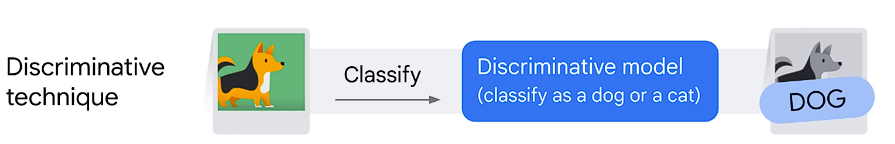 Discriminative
technique
Classify
Discriminative model
(classify as a dog or a cat)
DOG